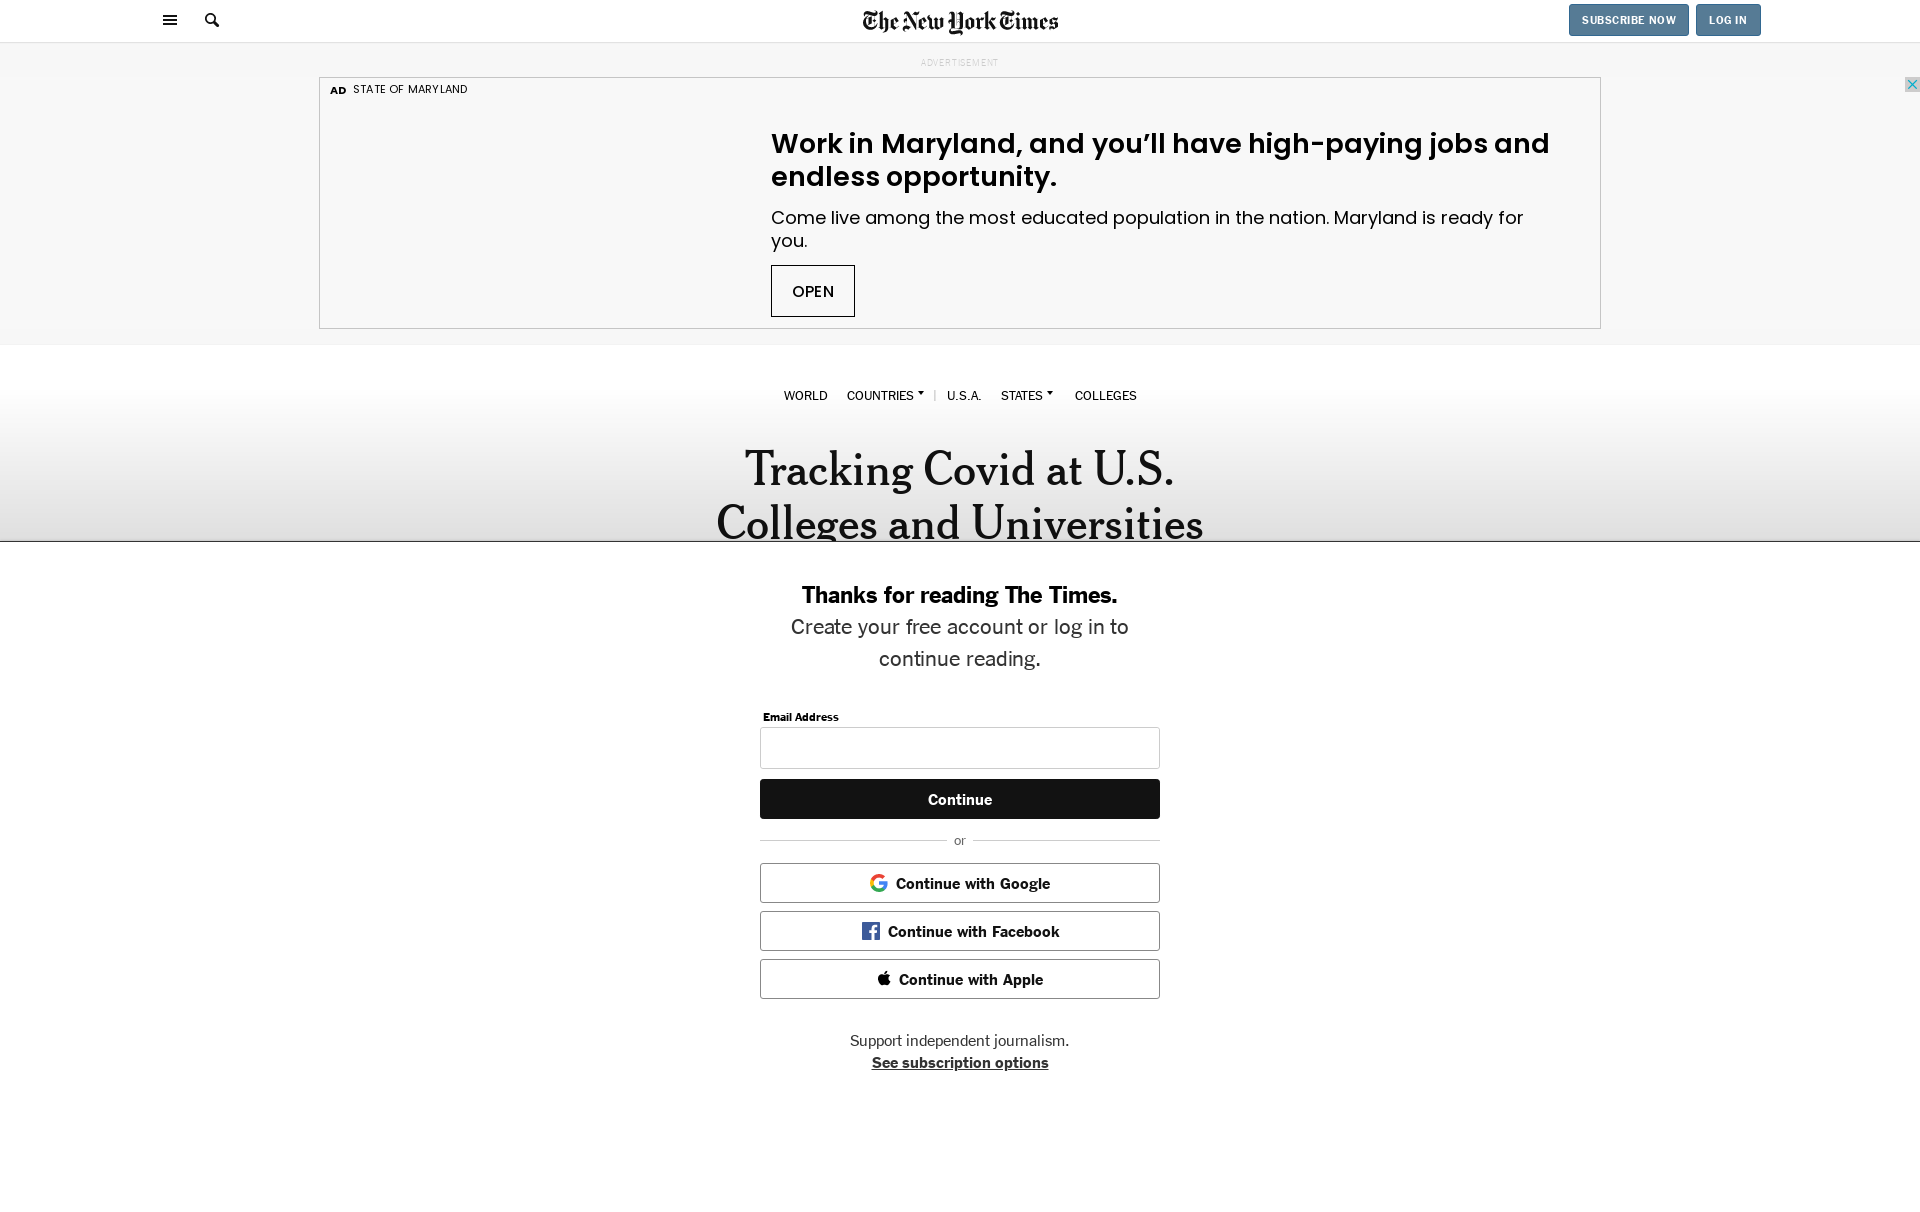 The New York Times
SUBSCRIBE NOW
LOG IN
ADVERTISEMENT
AD STATE OF MARYLAND
Work in Maryland, and you’ll have high-paying jobs and
endless opportunity.
Come live among the most educated population in the nation. Maryland is ready for
you.
OPEN
WORLD COUNTRIES | U.S.A. STATES COLLEGES
Tracking Covid at U.S.
Colleges and Universities
Thanks for reading The Times.
Create your free account or log in to
continue reading.
Email Address
Continue
or
Continue with Google
Continue with Facebook
Continue with Apple
Support independent journalism.
See subscription options